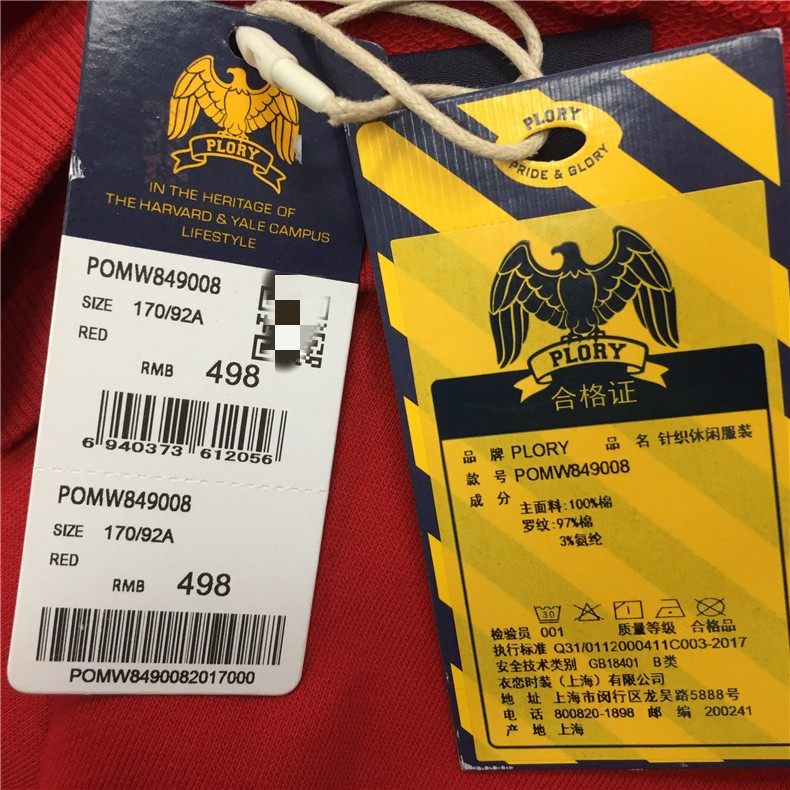 PLORY
IN THE HERITAGE OF
THE HARVARD & YALE CAMPUS
LIFESTYLE
POMW849008
SIZE 170/92A
RED
RMB 498
6 940373 612056
POMW849008
SIZE 170/92A
RED
RMB 498
POMW8490082017000
PLORY
PRIDE & GLORY
PLORY
合格证
品 牌 PLORY 品 名 针织休闲服装
款 号 POMW849008
成 分 主面料:100%棉
罗纹:97%棉
3%氨纶
30
检验员 001 质量等级 合格品
执行标准 Q31/0112000411C003-2017
安全技术类别 GB18401 B类
衣恋时装（上海）有限公司
地 址 上海市闵行区龙吴路5888号
电 话 800820-1898 邮 编 200241
产 地 上海